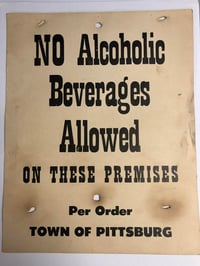 NO Alcoholic
Beverages
Allowed
ON THESE PREMISES
Per Order
TOWN OF PITTSBURG